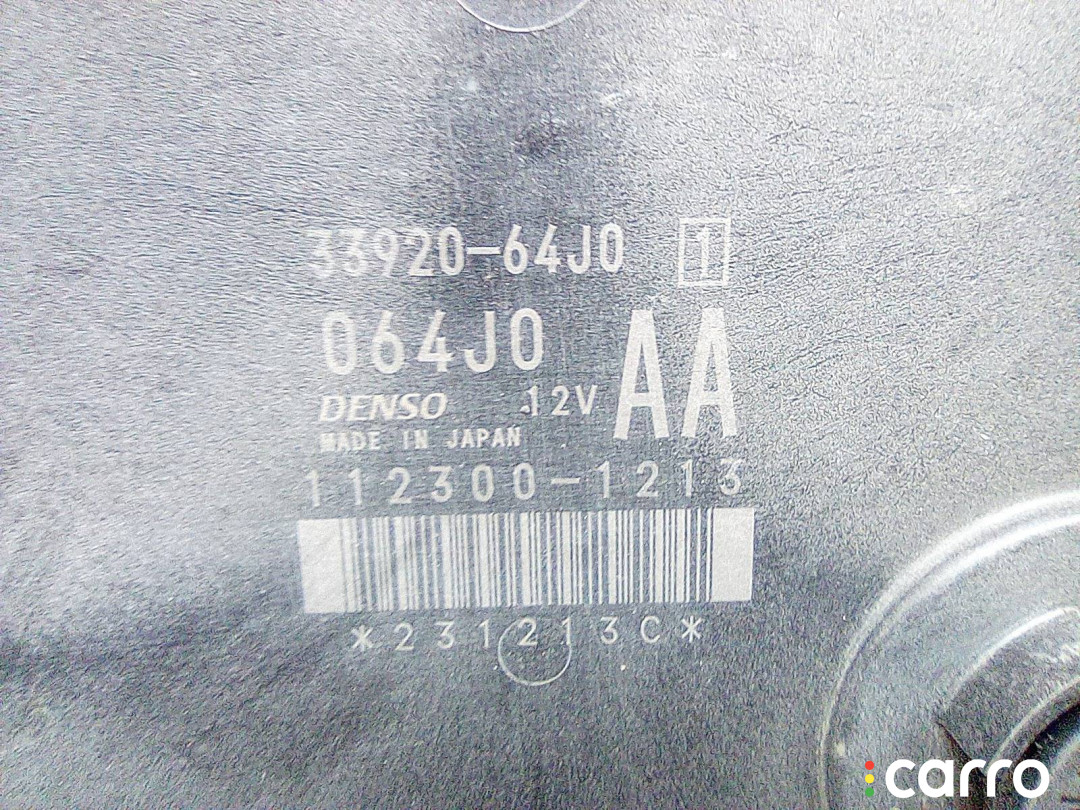 33920-64J0 1
064J0 AA
DENSO 12V
MADE IN JAPAN
112300-1213
*231213C*
carro